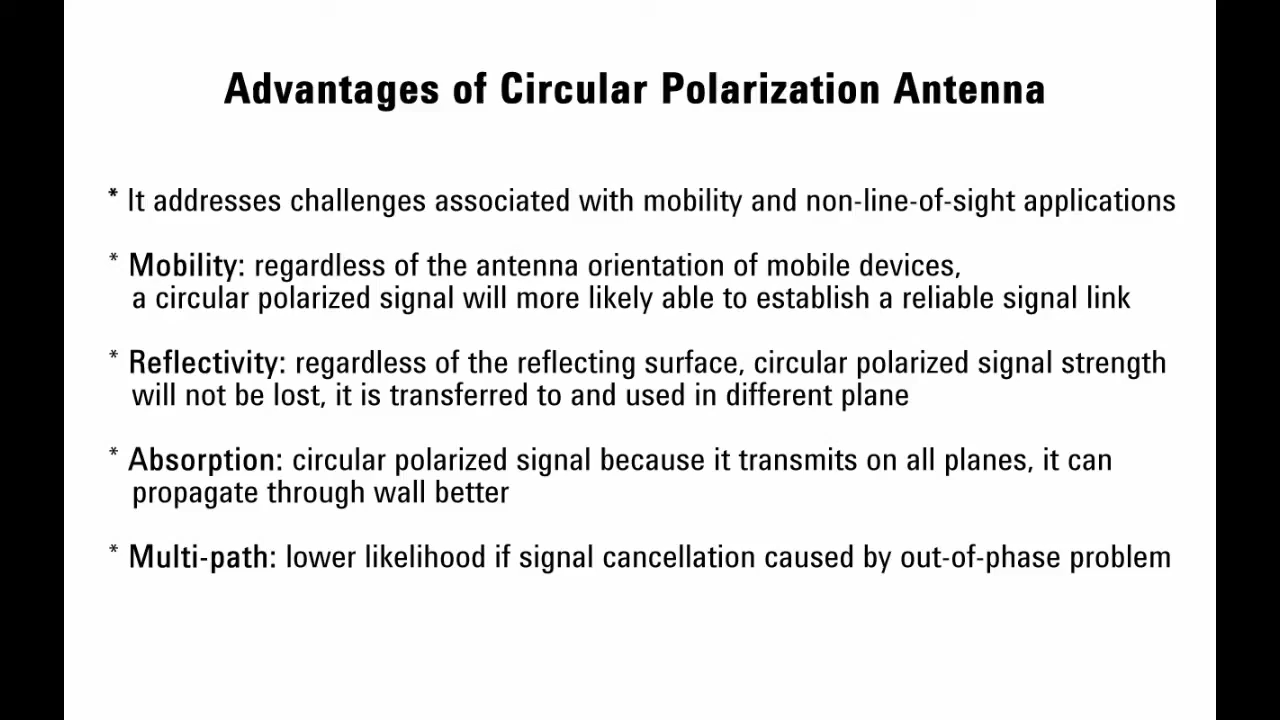 Advantages of Circular Polarization Antenna
* It addresses challenges associated with mobility and non-line-of-sight applications
* Mobility: regardless of the antenna orientation of mobile devices,
a circular polarized signal will more likely able to establish a reliable signal link
* Reflectivity: regardless of the reflecting surface, circular polarized signal strength
will not be lost, it is transferred to and used in different plane
* Absorption: circular polarized signal because it transmits on all planes, it can
propagate through wall better
* Multi-path: lower likelihood if signal cancellation caused by out-of-phase problem